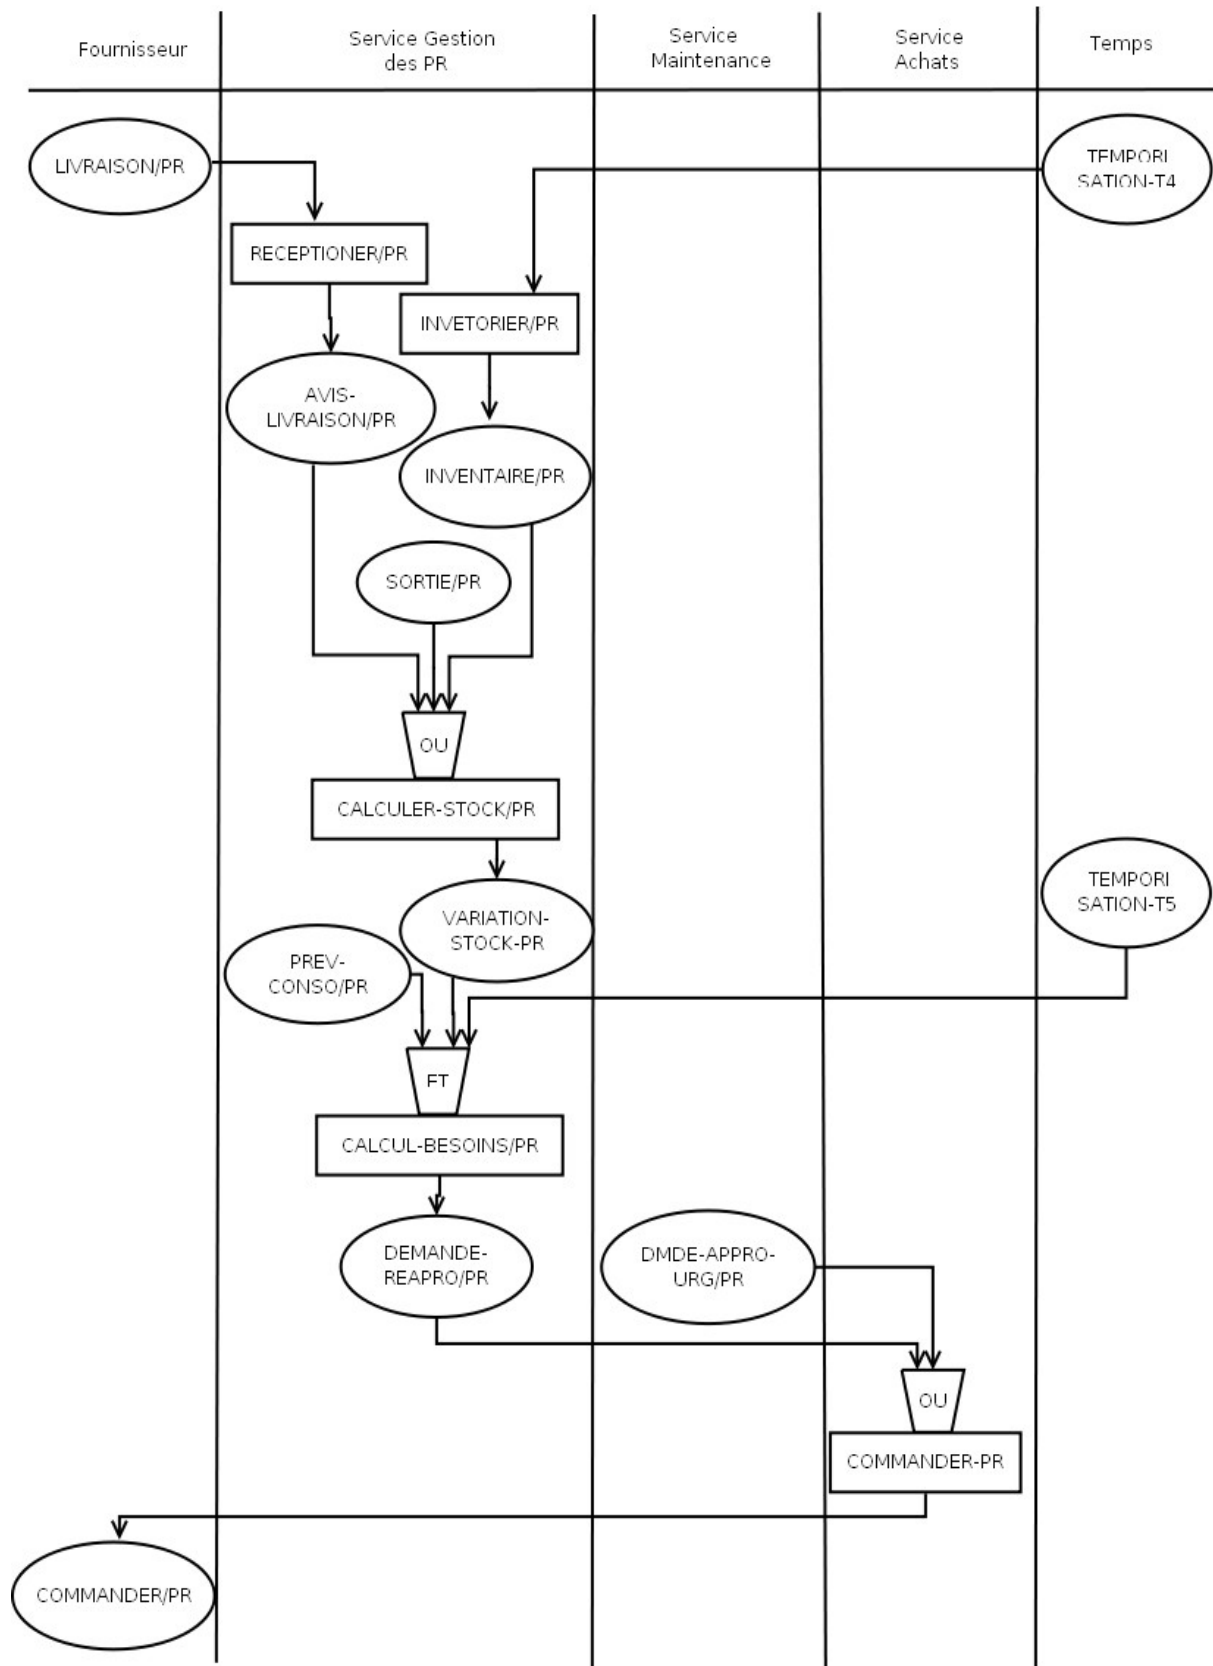 Fournisseur
Service Gestion
des PR
Service
Maintenance
Service
Achats
Temps
LIVRAISON/PR
TEMPORI
SATION-T4
RECEPTIONER/PR
INVETORIER/PR
AVIS-
LIVRAISON/PR
INVENTAIRE/PR
SORTIE/PR
OU
CALCULER-STOCK/PR
TEMPORI
SATION-T5
VARIATION-
STOCK-PR
PREV-
CONSO/PR
ET
CALCUL-BESOINS/PR
DEMANDE-
REAPRO/PR
DMDE-APPRO-
URG/PR
OU
COMMANDER-PR
COMMANDER/PR